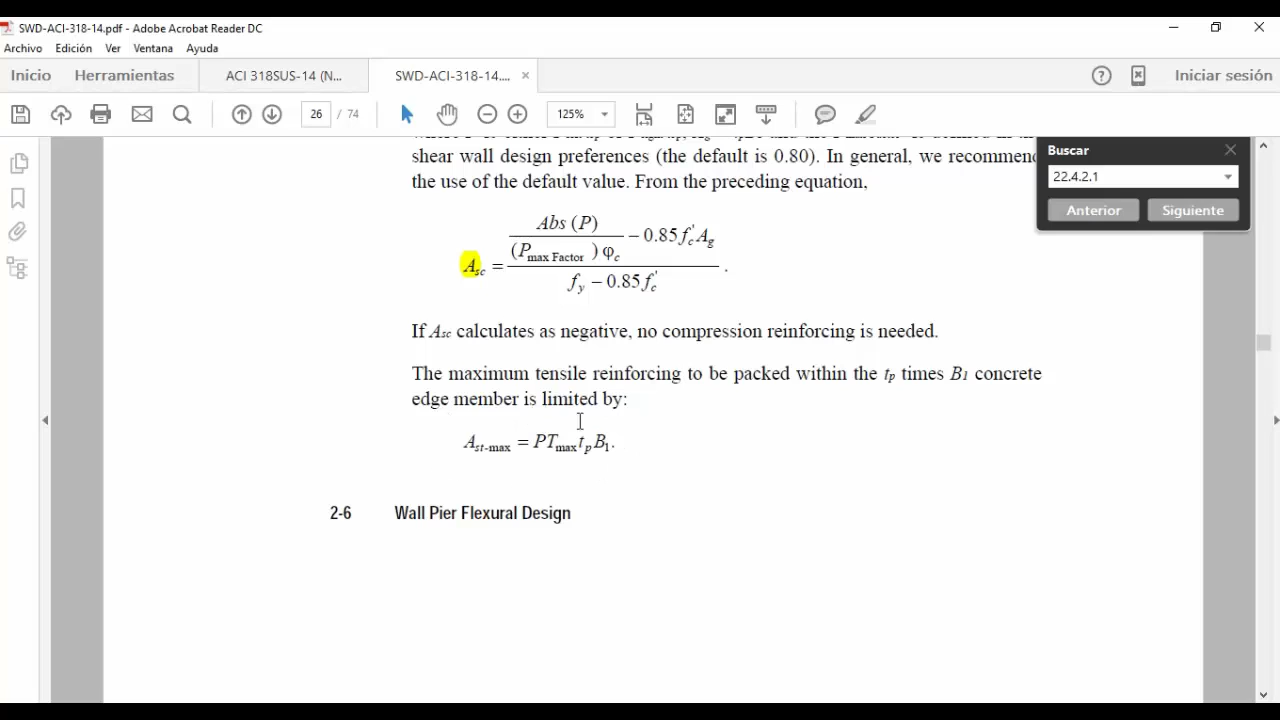 SWD-ACI-318-14.pdf - Adobe Acrobat Reader DC
Archivo Edición Ver Ventana Ayuda
Inicio Herramientas ACI 318SUS-14 (N... SWD-ACI-318-14.... × Iniciar sesión
26 / 74 125%
Buscar
22.4.2.1
Anterior Siguiente
shear wall design preferences (the default is 0.80). In general, we recommend
the use of the default value. From the preceding equation,
Asc = (Abs (P) / (Pmax Factor) φc − 0.85 f'c Ag) / (fy − 0.85 f'c) .
If Asc calculates as negative, no compression reinforcing is needed.
The maximum tensile reinforcing to be packed within the tp times B1 concrete
edge member is limited by:
Ast-max = PTmax tp B1.
2-6 Wall Pier Flexural Design